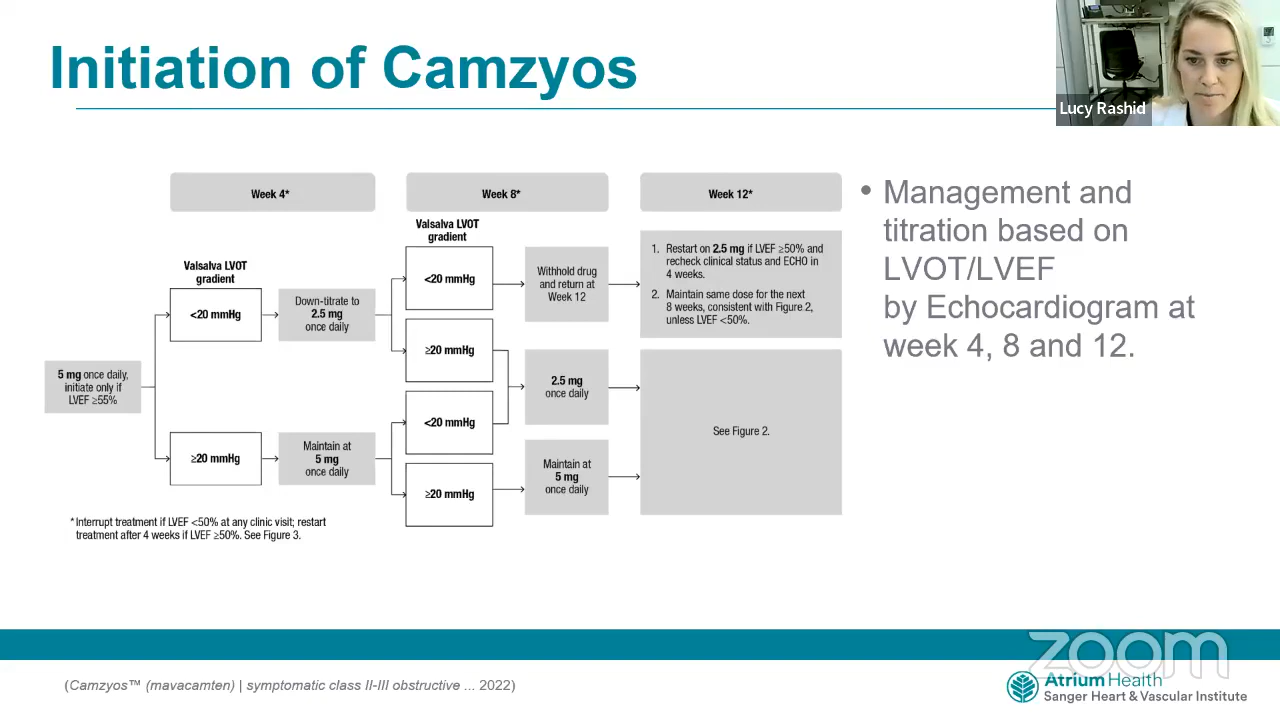 Initiation of Camzyos
Lucy Rashid
Week 4*
Week 8*
Week 12*
Valsalva LVOT
gradient
<20 mmHg
Down-titrate to
2.5 mg
once daily
5 mg once daily,
initiate only if
LVEF ≥55%
≥20 mmHg
Maintain at
5 mg
once daily
Valsalva LVOT
gradient
<20 mmHg
≥20 mmHg
<20 mmHg
≥20 mmHg
Withhold drug
and return at
Week 12
2.5 mg
once daily
Maintain at
5 mg
once daily
1. Restart on 2.5 mg if LVEF ≥50% and
recheck clinical status and ECHO in
4 weeks.
2. Maintain same dose for the next
8 weeks, consistent with Figure 2,
unless LVEF <50%.
See Figure 2.
*Interrupt treatment if LVEF <50% at any clinic visit; restart
treatment after 4 weeks if LVEF ≥50%. See Figure 3.
• Management and
titration based on
LVOT/LVEF
by Echocardiogram at
week 4, 8 and 12.
(Camzyos™ (mavacamten) | symptomatic class II-III obstructive ... 2022)
zoom
Atrium Health
Sanger Heart & Vascular Institute